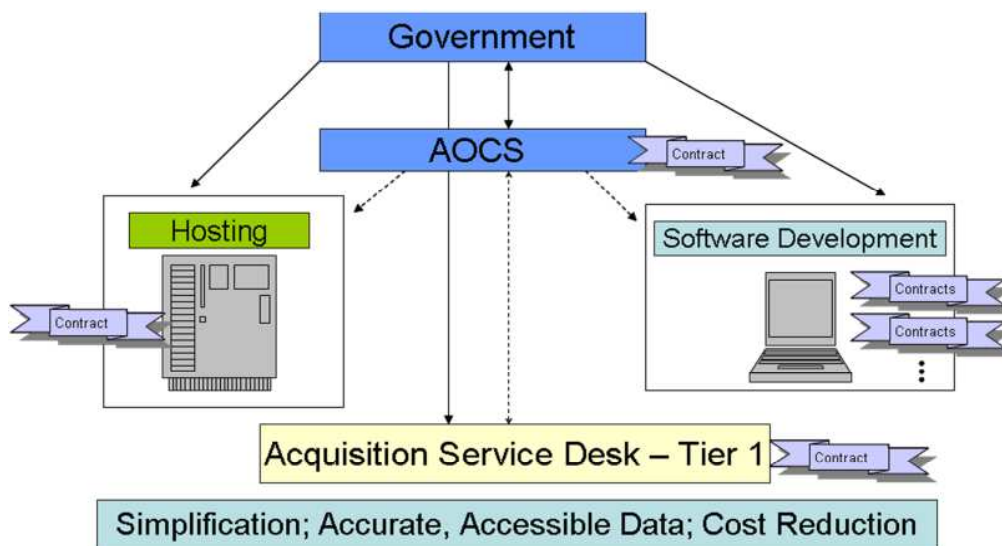 Government
AOCS
Contract
Hosting
Software Development
Contracts
Contract
Contracts
Acquisition Service Desk – Tier 1
Contract
Simplification; Accurate, Accessible Data; Cost Reduction